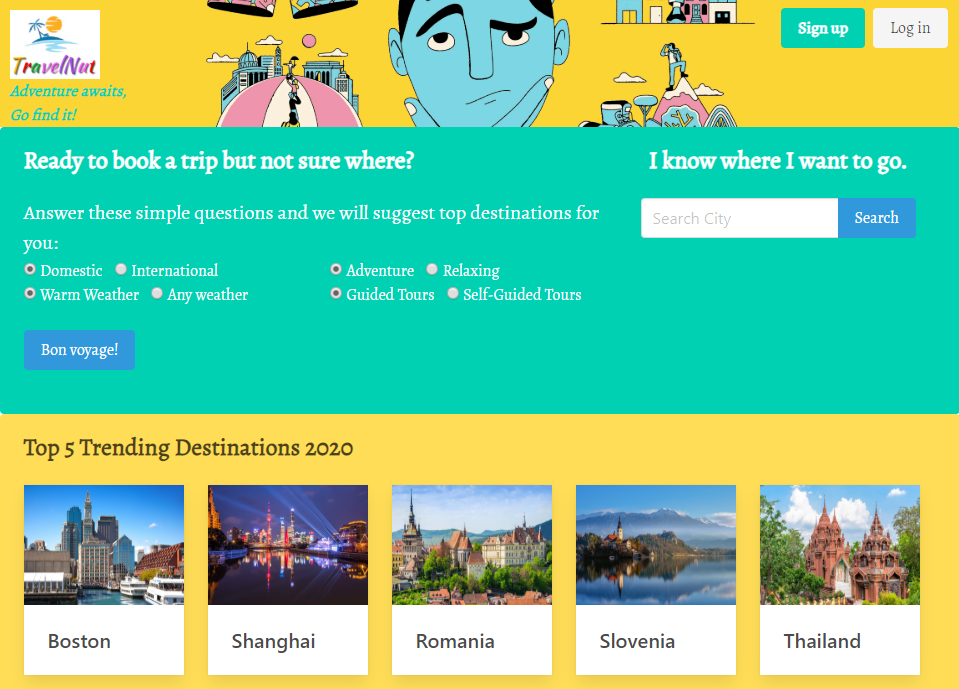 TravelNut
Adventure awaits,
Go find it!
Sign up
Log in
Ready to book a trip but not sure where?
Answer these simple questions and we will suggest top destinations for
you:
Domestic International Adventure Relaxing
Warm Weather Any weather Guided Tours Self-Guided Tours
Bon voyage!
I know where I want to go.
Search City
Search
Top 5 Trending Destinations 2020
Boston
Shanghai
Romania
Slovenia
Thailand